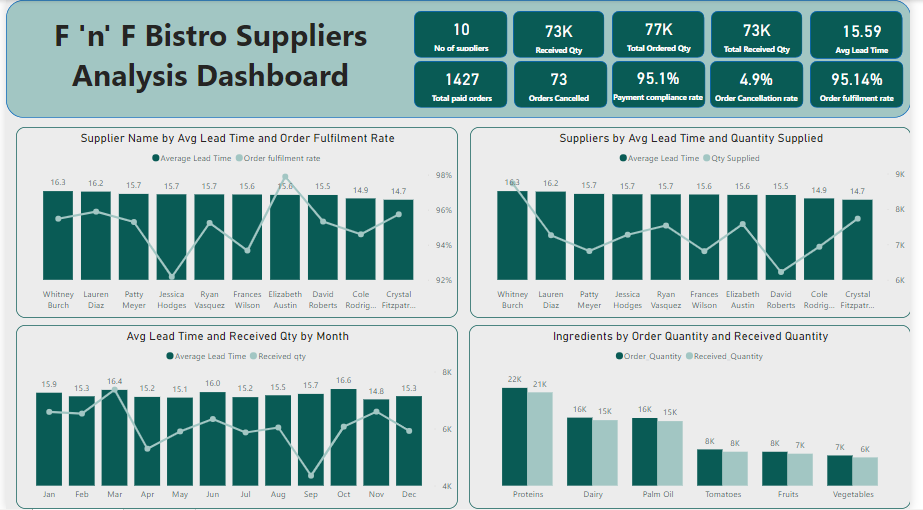 F 'n' F Bistro Suppliers
Analysis Dashboard
10
No of suppliers
73K
Received Qty
77K
Total Ordered Qty
73K
Total Received Qty
15.59
Avg Lead Time
1427
Total paid orders
73
Orders Cancelled
95.1%
Payment compliance rate
4.9%
Order Cancellation rate
95.14%
Order fulfilment rate
Supplier Name by Avg Lead Time and Order Fulfilment Rate
Average Lead Time Order fulfilment rate
16.3 16.2 15.7 15.7 15.7 15.6 15.6 15.5 14.9 14.7
98%
96%
94%
92%
Whitney Burch
Lauren Diaz
Patty Meyer
Jessica Hodges
Ryan Vasquez
Frances Wilson
Elizabeth Austin
David Roberts
Cole Rodrig...
Crystal Fitzpatr...
Suppliers by Avg Lead Time and Quantity Supplied
Average Lead Time Qty Supplied
16.3 16.2 15.7 15.7 15.7 15.6 15.6 15.5 14.9 14.7
9K
8K
7K
6K
Whitney Burch
Lauren Diaz
Patty Meyer
Jessica Hodges
Ryan Vasquez
Frances Wilson
Elizabeth Austin
David Roberts
Cole Rodrig...
Crystal Fitzpatr...
Avg Lead Time and Received Qty by Month
Average Lead Time Received qty
15.9 15.3 16.4 15.2 15.1 16.0 15.2 15.5 15.7 16.6 14.8 15.3
8K
6K
4K
Jan Feb Mar Apr May Jun Jul Aug Sep Oct Nov Dec
Ingredients by Order Quantity and Received Quantity
Order_Quantity Received_Quantity
22K 21K 16K 15K 16K 15K 8K 8K 8K 7K 7K 6K
Proteins Dairy Palm Oil Tomatoes Fruits Vegetables